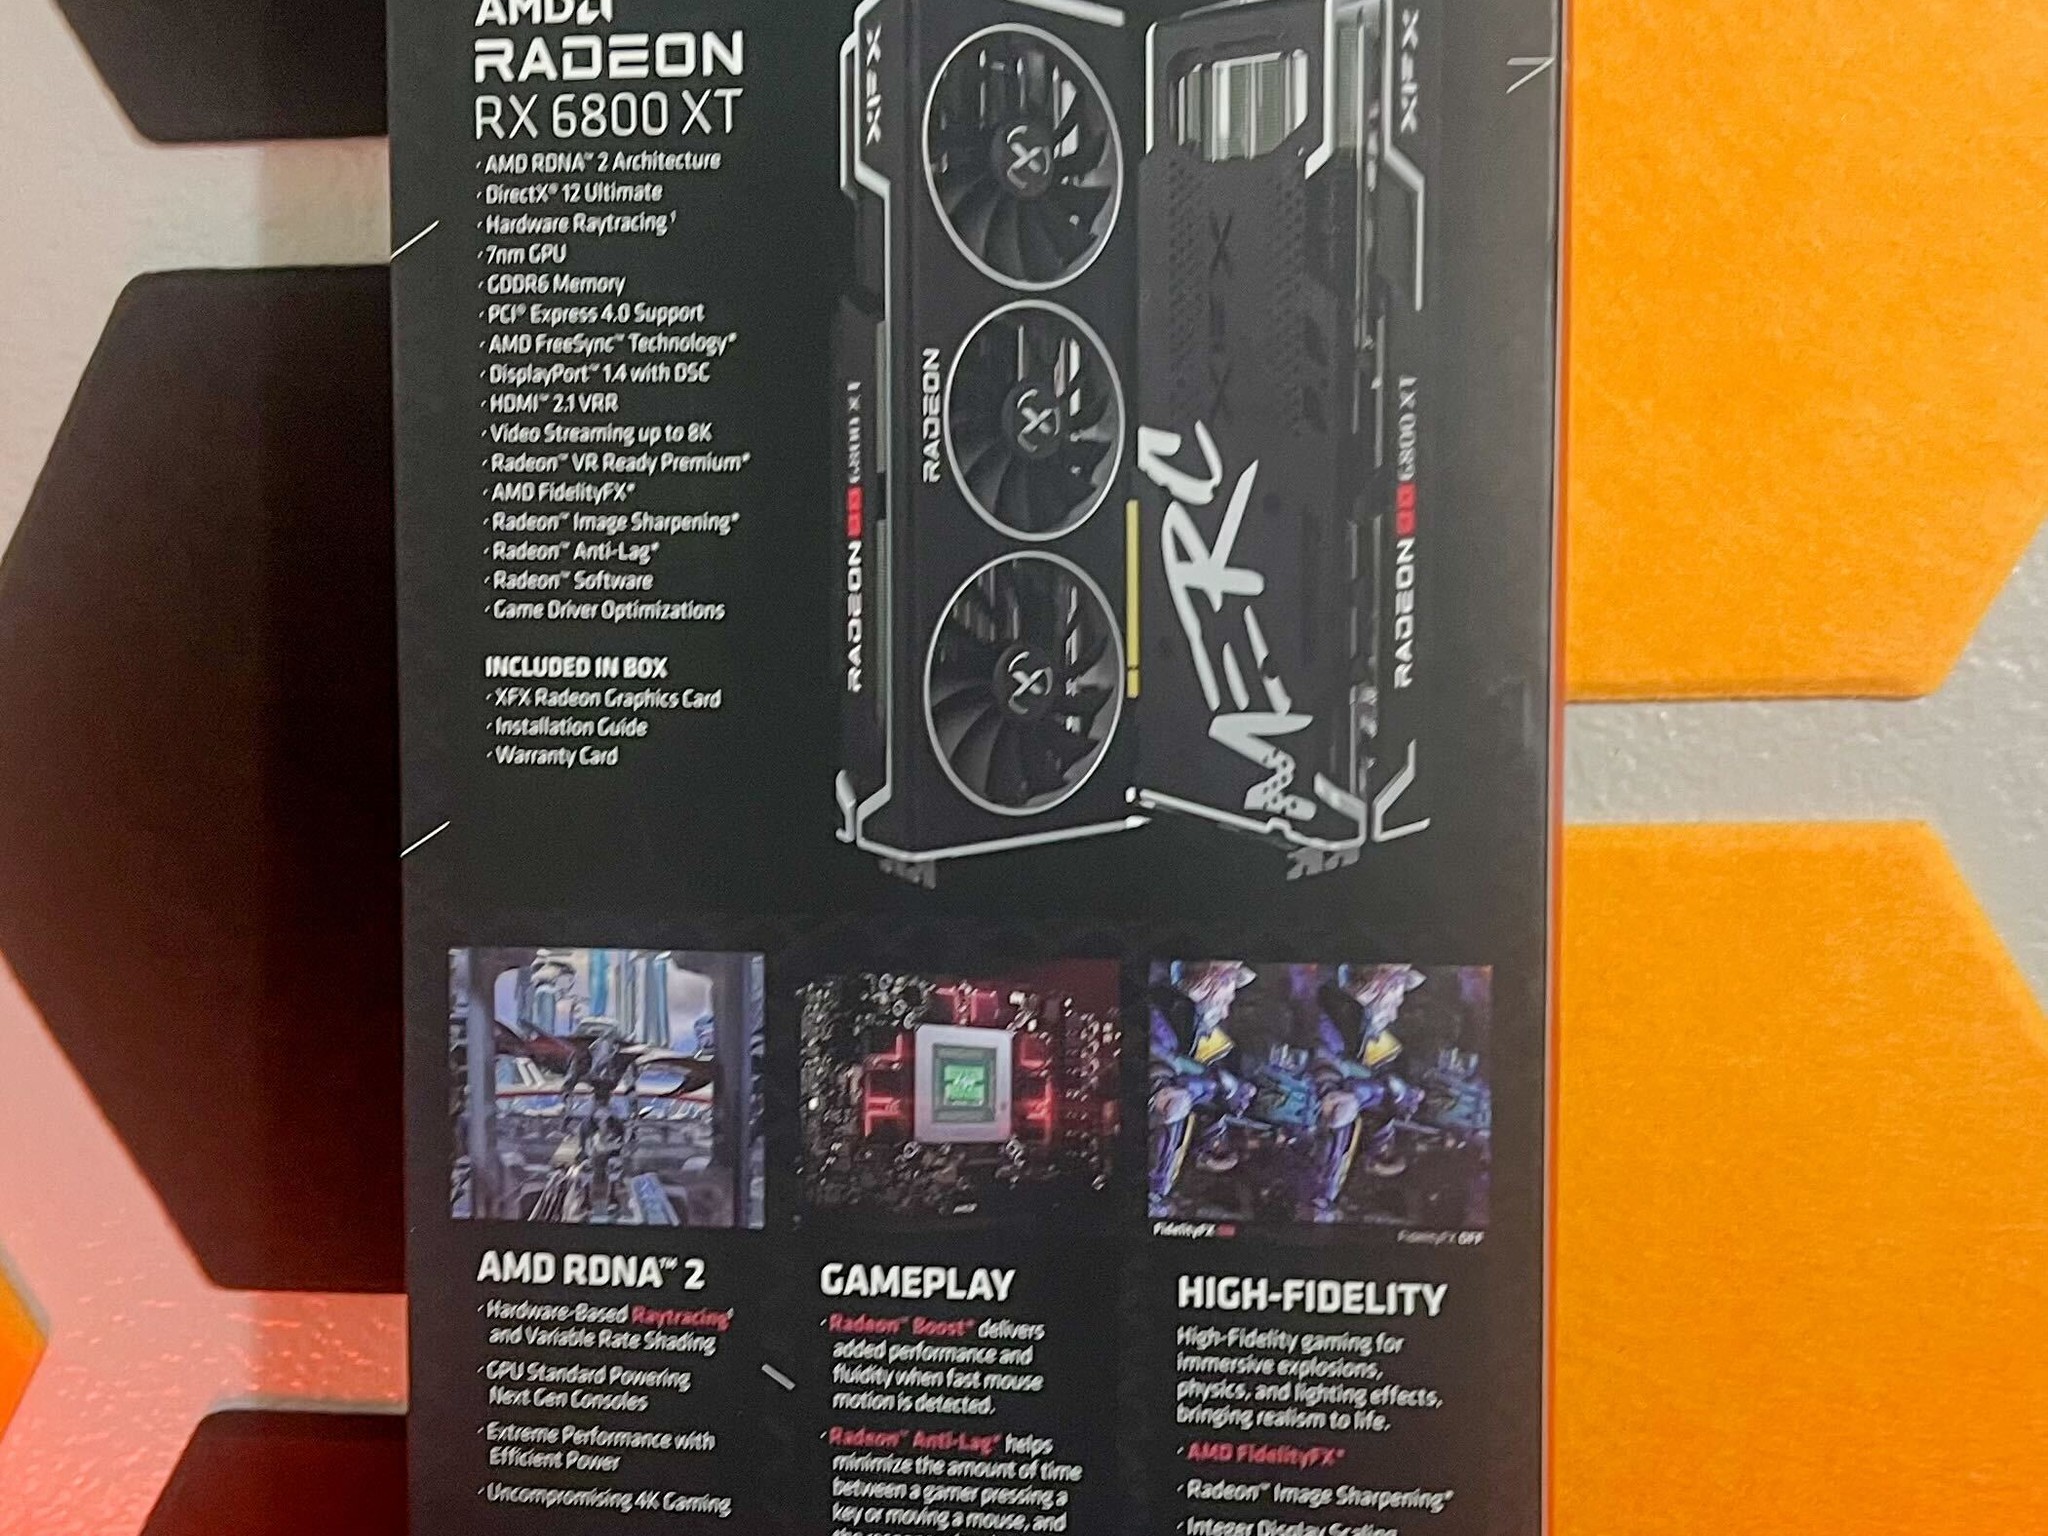 AMD
RADEON
RX 6800 XT
AMD RDNA™ 2 Architecture
DirectX® 12 Ultimate
Hardware Raytracing¹
7nm GPU
GDDR6 Memory
PCI® Express 4.0 Support
AMD FreeSync™ Technology*
DisplayPort™ 1.4 with DSC
HDMI™ 2.1 VRR
Video Streaming up to 8K
Radeon™ VR Ready Premium*
AMD FidelityFX*
Radeon™ Image Sharpening*
Radeon™ Anti-Lag*
Radeon™ Software
Game Driver Optimizations
INCLUDED IN BOX
XFX Radeon Graphics Card
Installation Guide
Warranty Card
XFX
RADEON RX 6800 XT
RADEON
MERC
XFX
RADEON RX 6800 XT
AMD RDNA™ 2
Hardware-Based Raytracing¹
and Variable Rate Shading
GPU Standard Powering
Next Gen Consoles
Extreme Performance with
Efficient Power
Uncompromising 4K Gaming
GAMEPLAY
Radeon™ Boost* delivers
added performance and
fluidity when fast mouse
motion is detected.
Radeon™ Anti-Lag* helps
minimize the amount of time
between a gamer pressing a
key or moving a mouse, and
FidelityFX ON
FidelityFX OFF
HIGH-FIDELITY
High-Fidelity gaming for
immersive explosions,
physics, and lighting effects,
bringing realism to life.
AMD FidelityFX*
Radeon™ Image Sharpening*
Integer Display Scaling